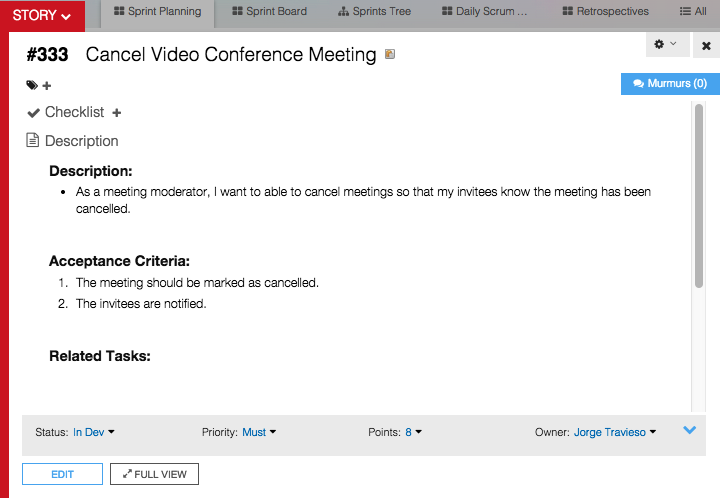 STORY
Sprint Planning
Sprint Board
Sprints Tree
Daily Scrum ...
Retrospectives
All
#333 Cancel Video Conference Meeting
Murmurs (0)
Checklist
Description
Description:
• As a meeting moderator, I want to able to cancel meetings so that my invitees know the meeting has been
cancelled.
Acceptance Criteria:
1. The meeting should be marked as cancelled.
2. The invitees are notified.
Related Tasks:
Status: In Dev
Priority: Must
Points: 8
Owner: Jorge Travieso
EDIT
FULL VIEW